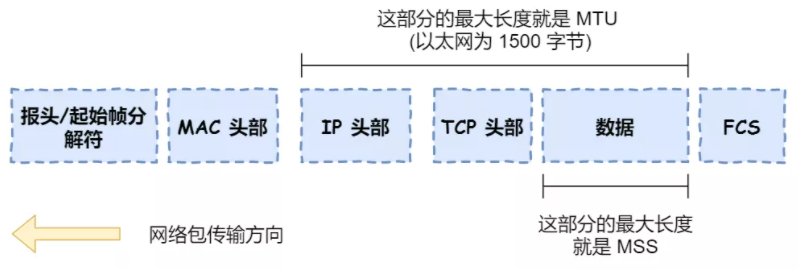 这部分的最大长度就是 MTU
(以太网为 1500 字节)
报头/起始帧分
解符
MAC 头部
IP 头部
TCP 头部
数据
FCS
网络包传输方向
这部分的最大长度
就是 MSS